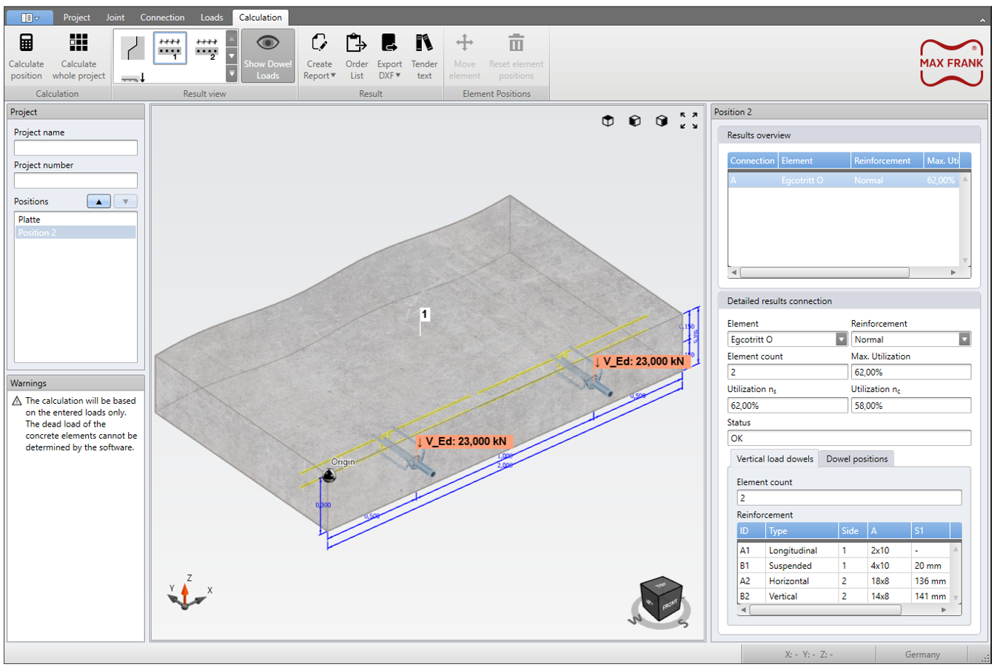 Project
Joint
Connection
Loads
Calculation
Calculate position
Calculate whole project
Calculation
1
2
Result view
Show Dowel Loads
Create Report
Order List
Export DXF
Tender text
Result
Move element
Reset element positions
Element Positions
MAX FRANK
®
Project
Project name
Project number
Positions
Platte
Position 2
Warnings
The calculation will be based
on the entered loads only.
The dead load of the
concrete elements cannot be
determined by the software.
1
↓ V_Ed: 23,000 kN
↓ V_Ed: 23,000 kN
Origin
0,150
0,300
0,500
1,000
2,000
0,300
0,500
Z
Y
X
TOP
FRONT
W
S
Position 2
Results overview
Connection Element Reinforcement Max. Uti
A Egcotritt O Normal 62,00%
Detailed results connection
Element Reinforcement
Egcotritt O Normal
Element count Max. Utilization
2 62,00%
Utilization ns Utilization nc
62,00% 58,00%
Status
OK
Vertical load dowels Dowel positions
Element count
2
Reinforcement
ID Type Side A S1
A1 Longitudinal 1 2x10 -
B1 Suspended 1 4x10 20 mm
A2 Horizontal 2 18x8 136 mm
B2 Vertical 2 14x8 141 mm
X: - Y: - Z: -
Germany